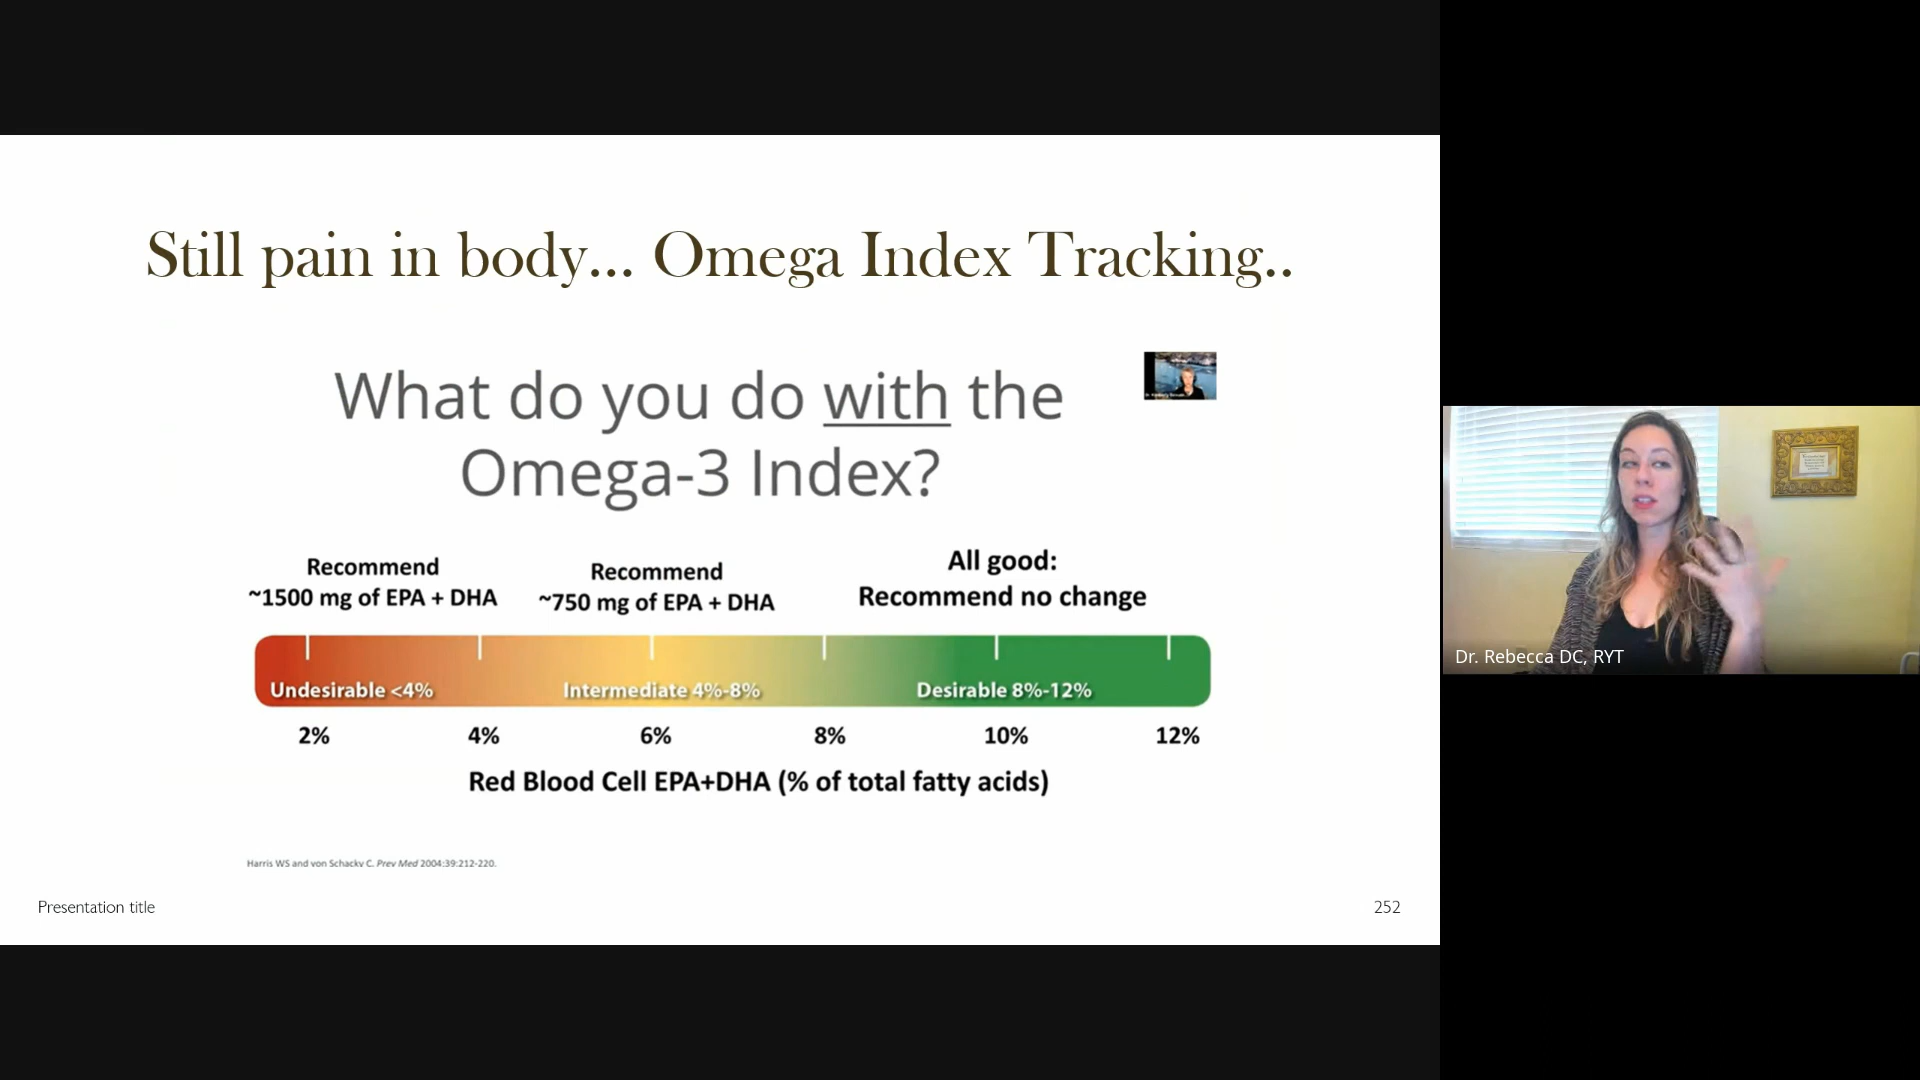 Still pain in body... Omega Index Tracking..
What do you do with the
Omega-3 Index?
Recommend
~1500 mg of EPA + DHA
Recommend
~750 mg of EPA + DHA
All good:
Recommend no change
Undesirable <4%
Intermediate 4%-8%
Desirable 8%-12%
2%
4%
6%
8%
10%
12%
Red Blood Cell EPA+DHA (% of total fatty acids)
Harris WS and von Schacky C. Prev Med 2004;39:212-220.
Presentation title
252
Dr. Rebecca DC, RYT